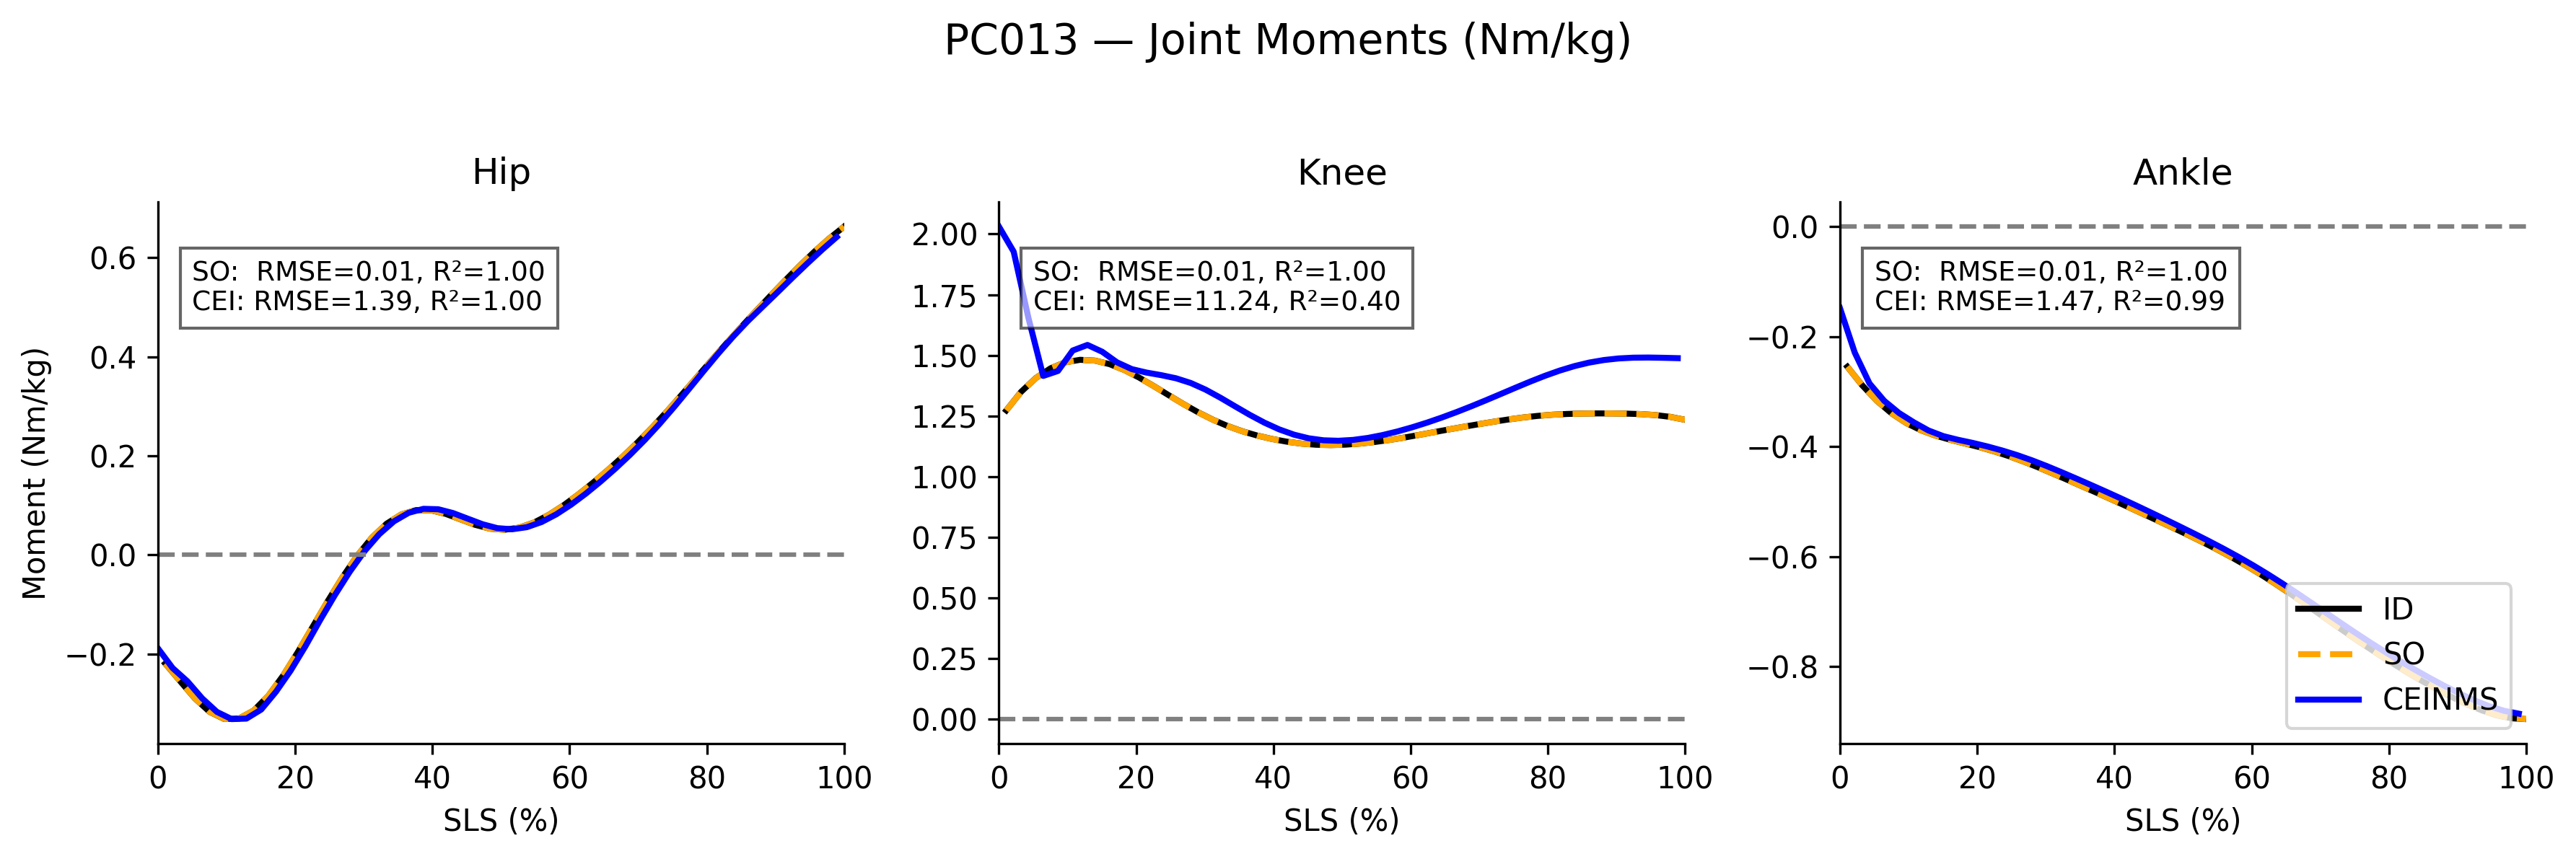 PC013 — Joint Moments (Nm/kg)
Hip
Moment (Nm/kg)
0.6
0.4
0.2
0.0
−0.2
SO:  RMSE=0.01, R²=1.00
CEI: RMSE=1.39, R²=1.00
0 20 40 60 80 100
SLS (%)
Knee
2.00
1.75
1.50
1.25
1.00
0.75
0.50
0.25
0.00
SO:  RMSE=0.01, R²=1.00
CEI: RMSE=11.24, R²=0.40
0 20 40 60 80 100
SLS (%)
Ankle
0.0
−0.2
−0.4
−0.6
−0.8
SO:  RMSE=0.01, R²=1.00
CEI: RMSE=1.47, R²=0.99
ID
SO
CEINMS
0 20 40 60 80 100
SLS (%)